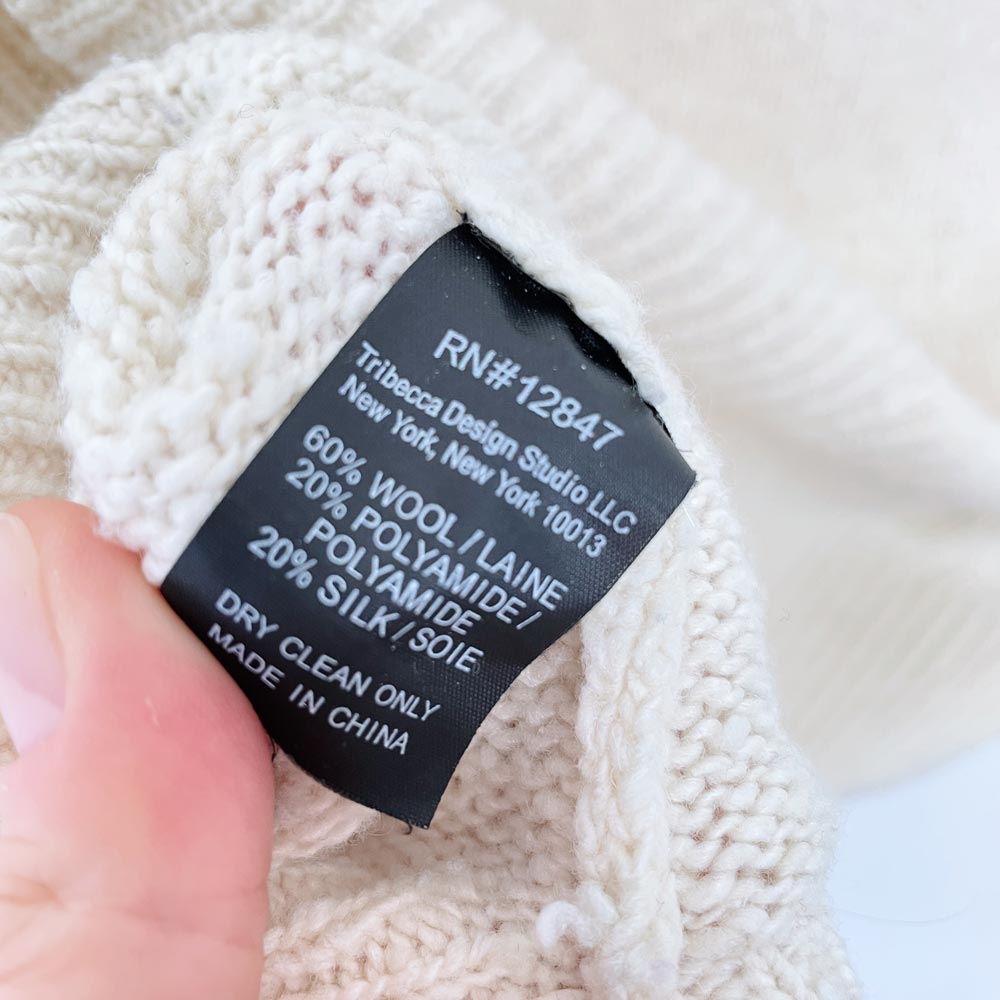 RN#12847
Tribecca Design Studio LLC
New York, New York 10013
60% WOOL / LAINE
20% POLYAMIDE /
POLYAMIDE
20% SILK / SOIE
DRY CLEAN ONLY
MADE IN CHINA